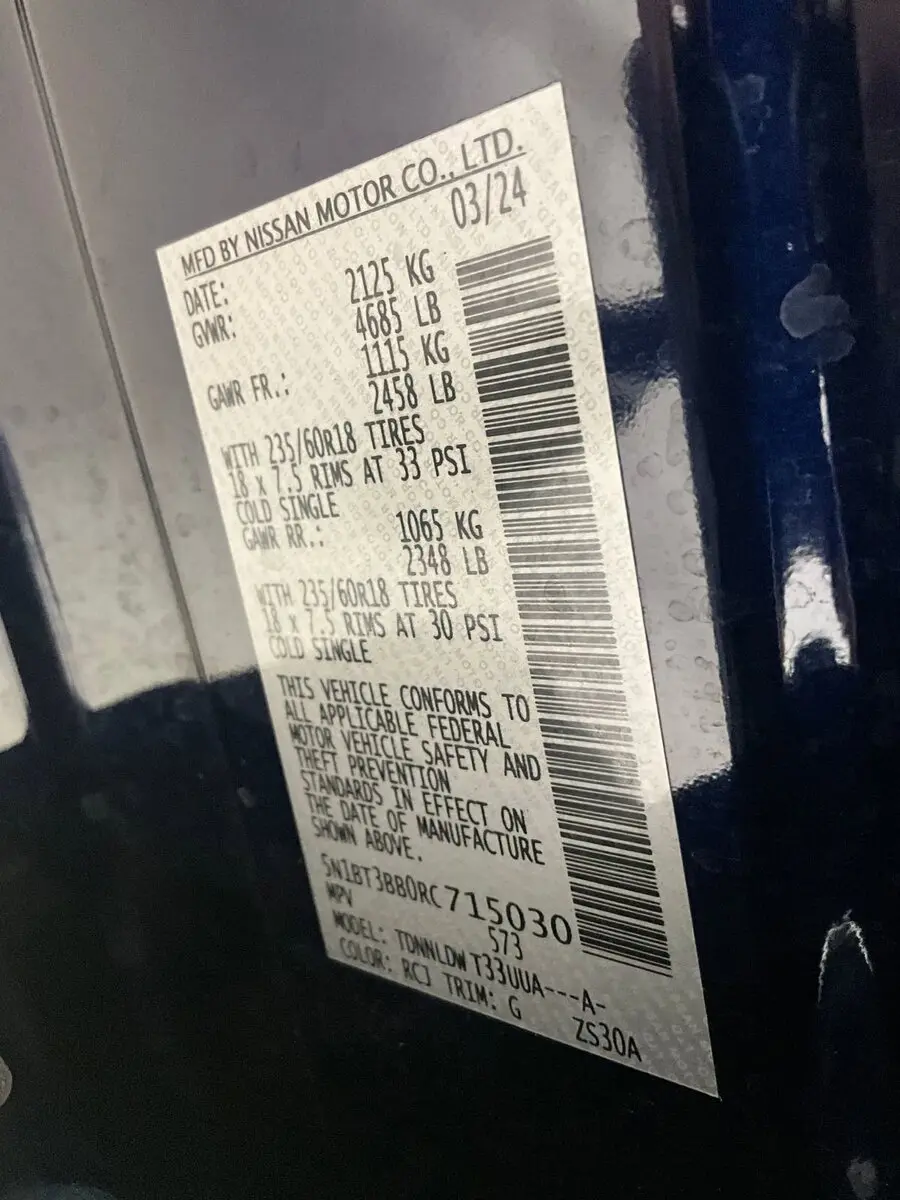 MFD BY NISSAN MOTOR CO., LTD.
DATE: 03/24
GVWR: 2125 KG
4685 LB
GAWR FR.: 1115 KG
2458 LB
WITH 235/60R18 TIRES
18 x 7.5 RIMS AT 33 PSI
COLD SINGLE
GAWR RR.: 1065 KG
2348 LB
WITH 235/60R18 TIRES
18 x 7.5 RIMS AT 30 PSI
COLD SINGLE
THIS VEHICLE CONFORMS TO
ALL APPLICABLE FEDERAL
MOTOR VEHICLE SAFETY AND
THEFT PREVENTION
STANDARDS IN EFFECT ON
THE DATE OF MANUFACTURE
SHOWN ABOVE.
5N1BT3BB0RC715030
MPV 573
MODEL: TDNNLDW T33UUA---A-
COLOR: RCJ TRIM: G ZS30A